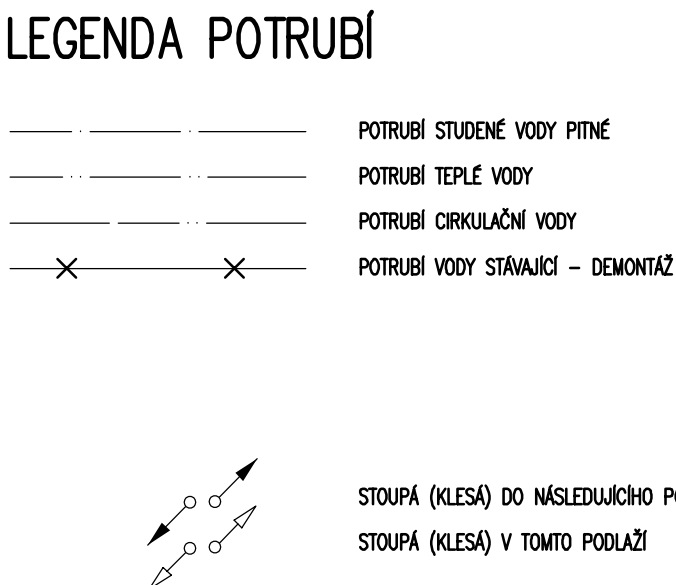 LEGENDA POTRUBÍ
POTRUBÍ STUDENÉ VODY PITNÉ
POTRUBÍ TEPLÉ VODY
POTRUBÍ CIRKULAČNÍ VODY
POTRUBÍ VODY STÁVAJÍCÍ – DEMONTÁŽ
STOUPÁ (KLESÁ) DO NÁSLEDUJÍCÍHO
STOUPÁ (KLESÁ) V TOMTO PODLAŽÍ